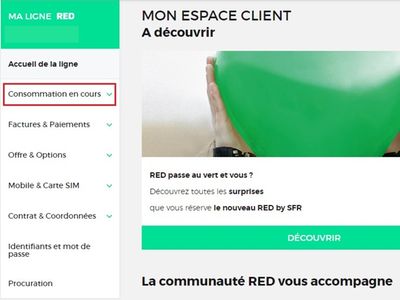 MA LIGNE RED
Accueil de la ligne
Consommation en cours
Factures & Paiements
Offre & Options
Mobile & Carte SIM
Contrat & Coordonnées
Identifiants et mot de
passe
Procuration
MON ESPACE CLIENT
A découvrir
RED passe au vert et vous ?
Découvrez toutes les surprises
que vous réserve le nouveau RED by SFR
DÉCOUVRIR
La communauté RED vous accompagne